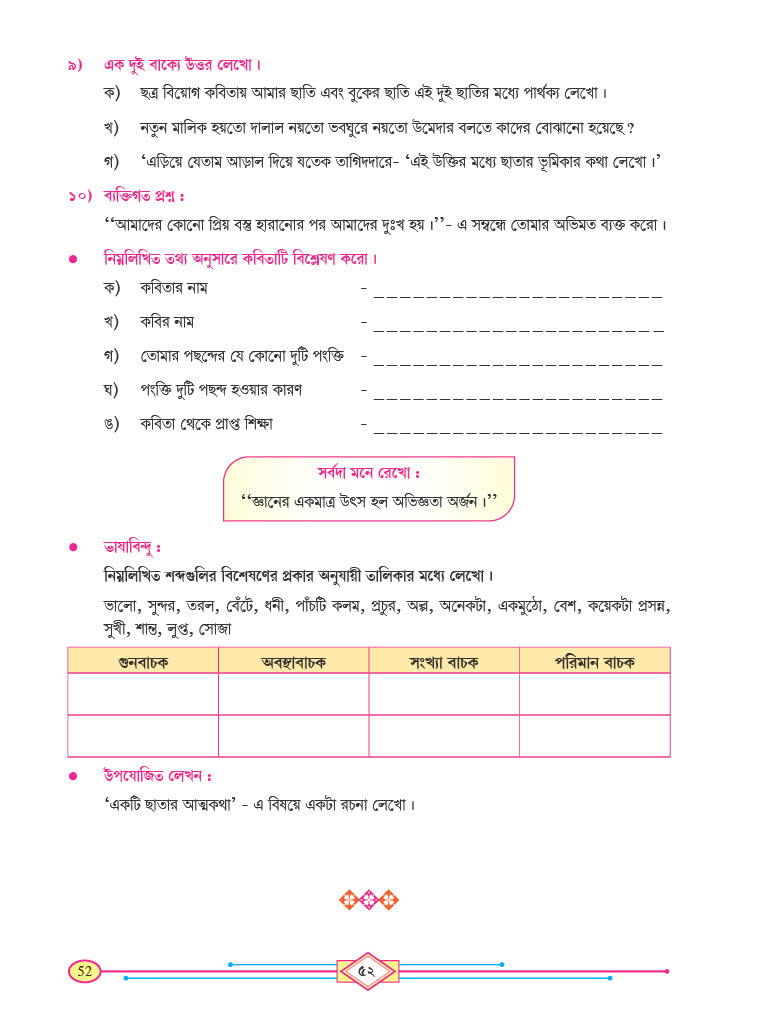 ৯) এক দুই বাক্যে উত্তর লেখো।
ক) ছত্র বিয়োগ কবিতায় আমার ছাতি এবং বুকের ছাতি এই দুই ছাতির মধ্যে পার্থক্য লেখো।
খ) নতুন মালিক হয়তো দালাল নয়তো ভবঘুরে নয়তো উমেদার বলতে কাদের বোঝানো হয়েছে?
গ) ‘এড়িয়ে যেতাম আড়াল দিয়ে যতেক তাগিদদারে- ‘এই উক্তির মধ্যে ছাতার ভূমিকার কথা লেখো।’
১০) ব্যক্তিগত প্রশ্ন :
‘‘আমাদের কোনো প্রিয় বস্তু হারানোর পর আমাদের দুঃখ হয়।’’- এ সম্বন্ধে তোমার অভিমত ব্যক্ত করো।
● নিম্নলিখিত তথ্য অনুসারে কবিতাটি বিশ্লেষণ করো।
ক) কবিতার নাম - ______________________
খ) কবির নাম - ______________________
গ) তোমার পছন্দের যে কোনো দুটি পংক্তি - ______________________
ঘ) পংক্তি দুটি পছন্দ হওয়ার কারণ - ______________________
ঙ) কবিতা থেকে প্রাপ্ত শিক্ষা - ______________________
সর্বদা মনে রেখো :
‘‘জ্ঞানের একমাত্র উৎস হল অভিজ্ঞতা অর্জন।’’
● ভাষাবিন্দু :
নিম্নলিখিত শব্দগুলির বিশেষণের প্রকার অনুযায়ী তালিকার মধ্যে লেখো।
ভালো, সুন্দর, তরল, বেঁটে, ধনী, পাঁচটি কলম, প্রচুর, অল্প, অনেকটা, একমুঠো, বেশ, কয়েকটা প্রসন্ন,
সুখী, শান্ত, লুপ্ত, সোজা
গুনবাচক অবস্থাবাচক সংখ্যা বাচক পরিমান বাচক
● উপযোজিত লেখন :
‘একটি ছাতার আত্মকথা’ - এ বিষয়ে একটা রচনা লেখো।
52 ৫২